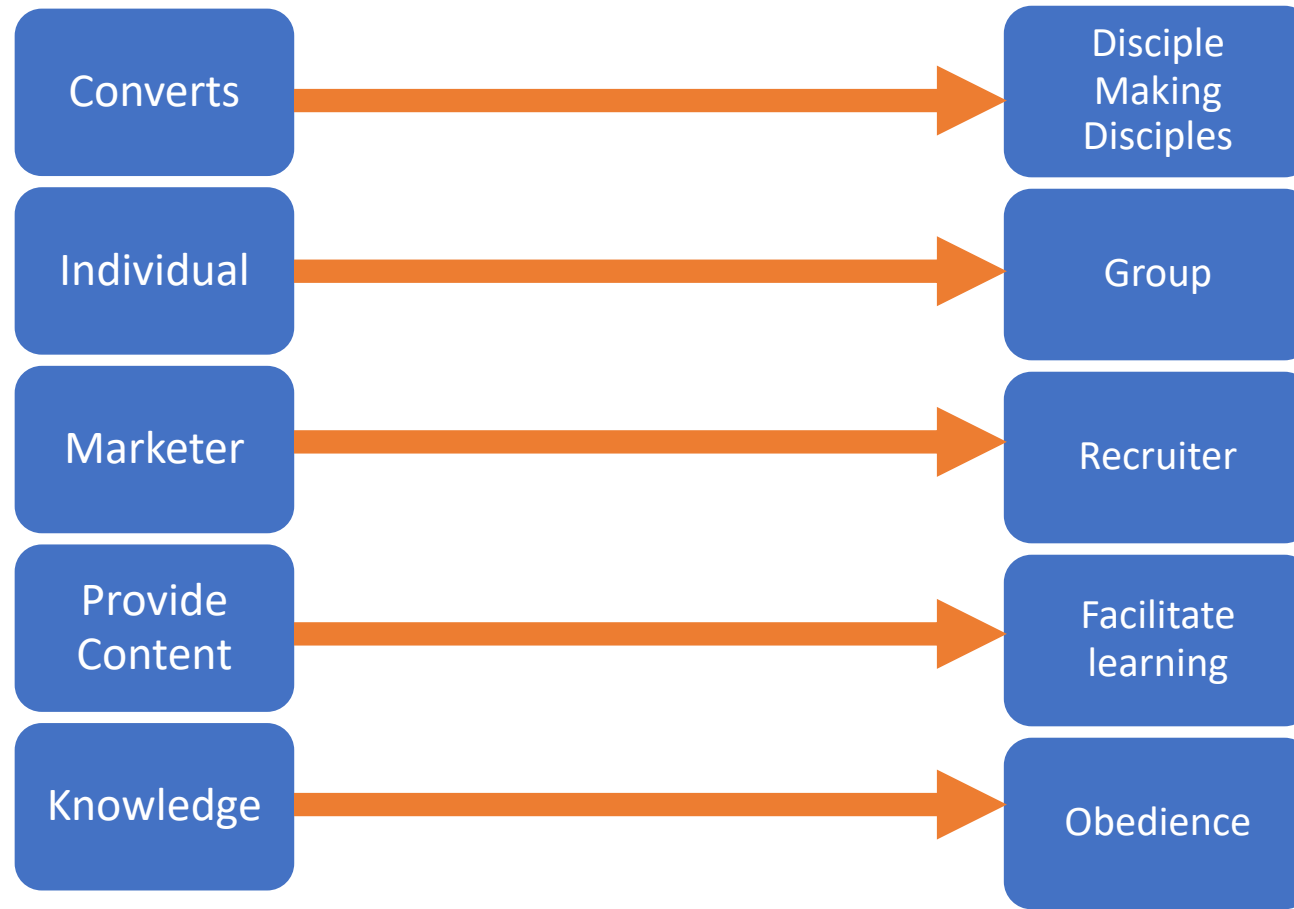 Converts
Disciple
Making
Disciples
Individual
Group
Marketer
Recruiter
Provide
Content
Facilitate
learning
Knowledge
Obedience